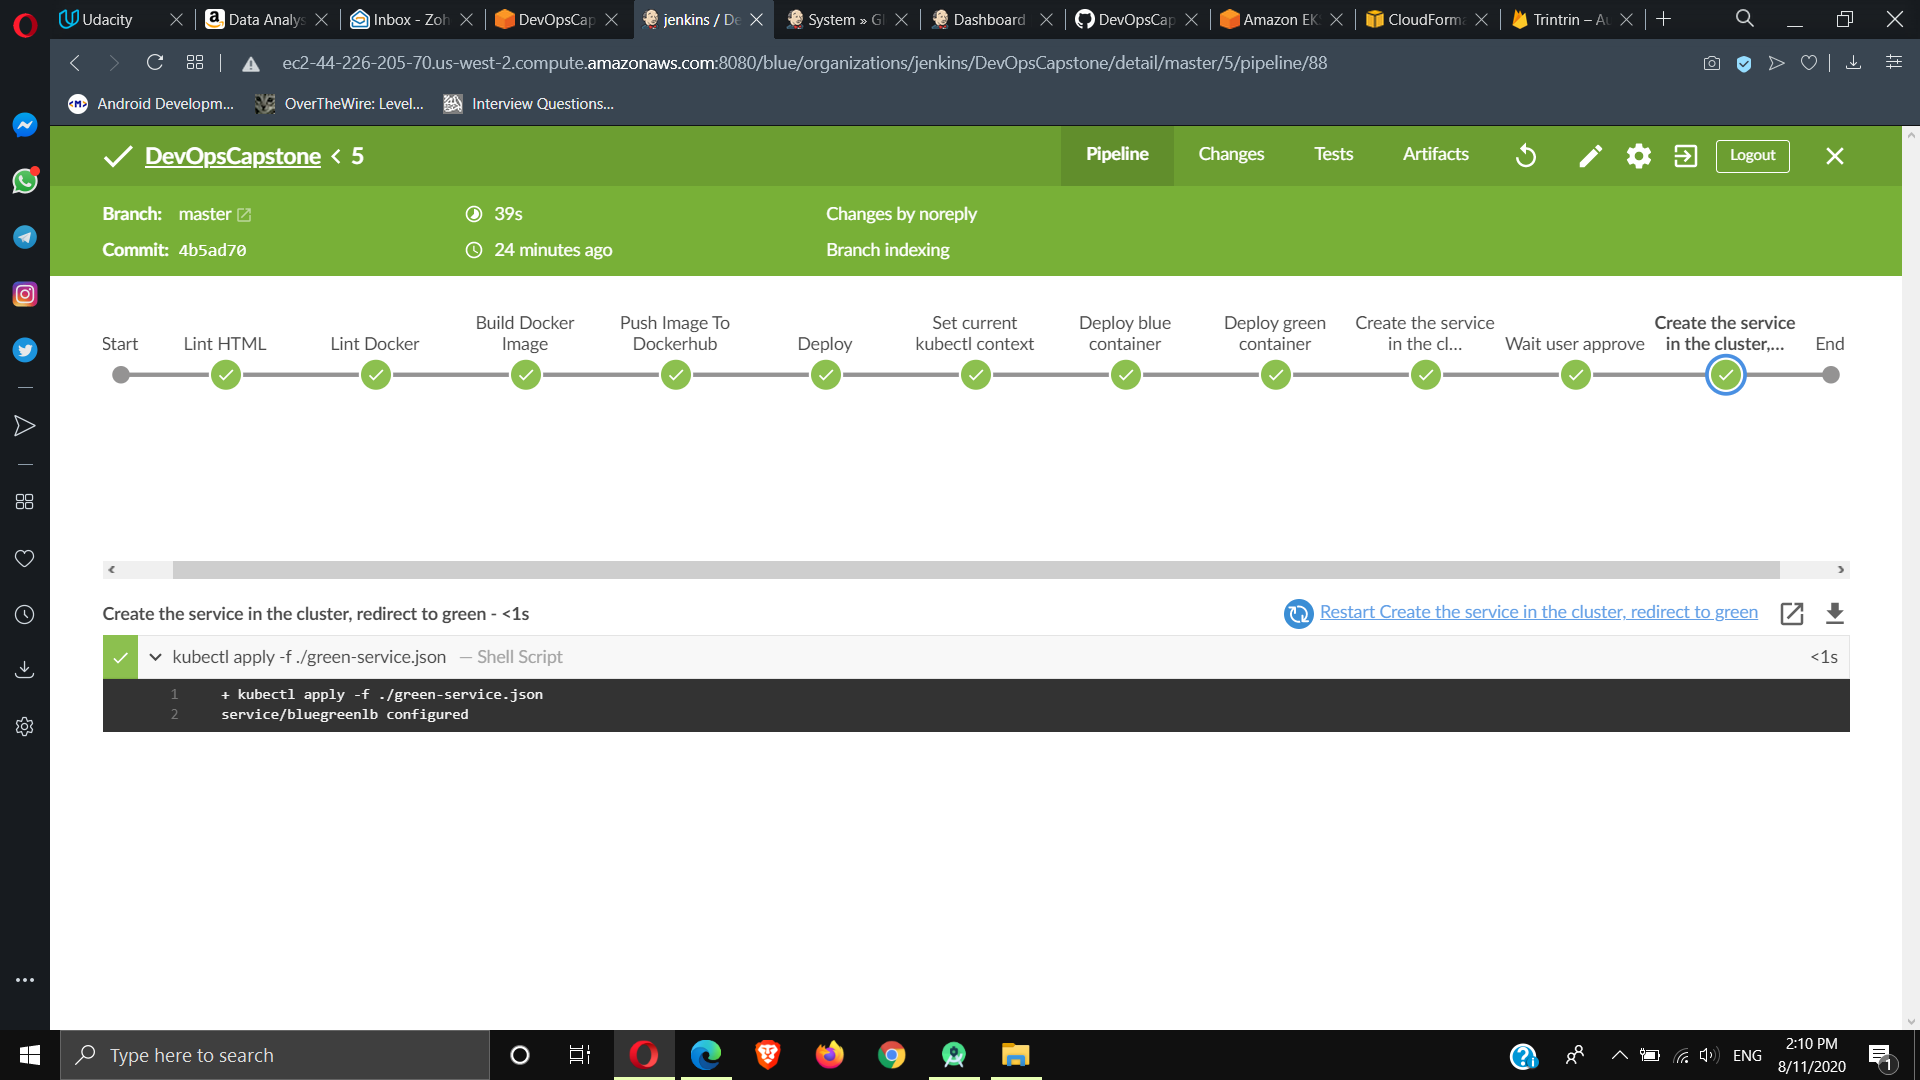 Udacity
Data Analys
Inbox - Zoh
DevOpsCap
jenkins / De
System » Gl
Dashboard
DevOpsCap
Amazon EKS
CloudForma
Trintrin – Au
ec2-44-226-205-70.us-west-2.compute.amazonaws.com:8080/blue/organizations/jenkins/DevOpsCapstone/detail/master/5/pipeline/88
Android Developm...
OverTheWire: Level...
Interview Questions...
DevOpsCapstone < 5
Pipeline
Changes
Tests
Artifacts
Logout
Branch: master
39s
Changes by noreply
Commit: 4b5ad70
24 minutes ago
Branch indexing
Start
Lint HTML
Lint Docker
Build Docker
Image
Push Image To
Dockerhub
Deploy
Set current
kubectl context
Deploy blue
container
Deploy green
container
Create the service
in the cl...
Wait user approve
Create the service
in the cluster,...
End
Create the service in the cluster, redirect to green - <1s
Restart Create the service in the cluster, redirect to green
kubectl apply -f ./green-service.json — Shell Script
<1s
1 + kubectl apply -f ./green-service.json
2 service/bluegreenlb configured
Type here to search
ENG
2:10 PM
8/11/2020
1